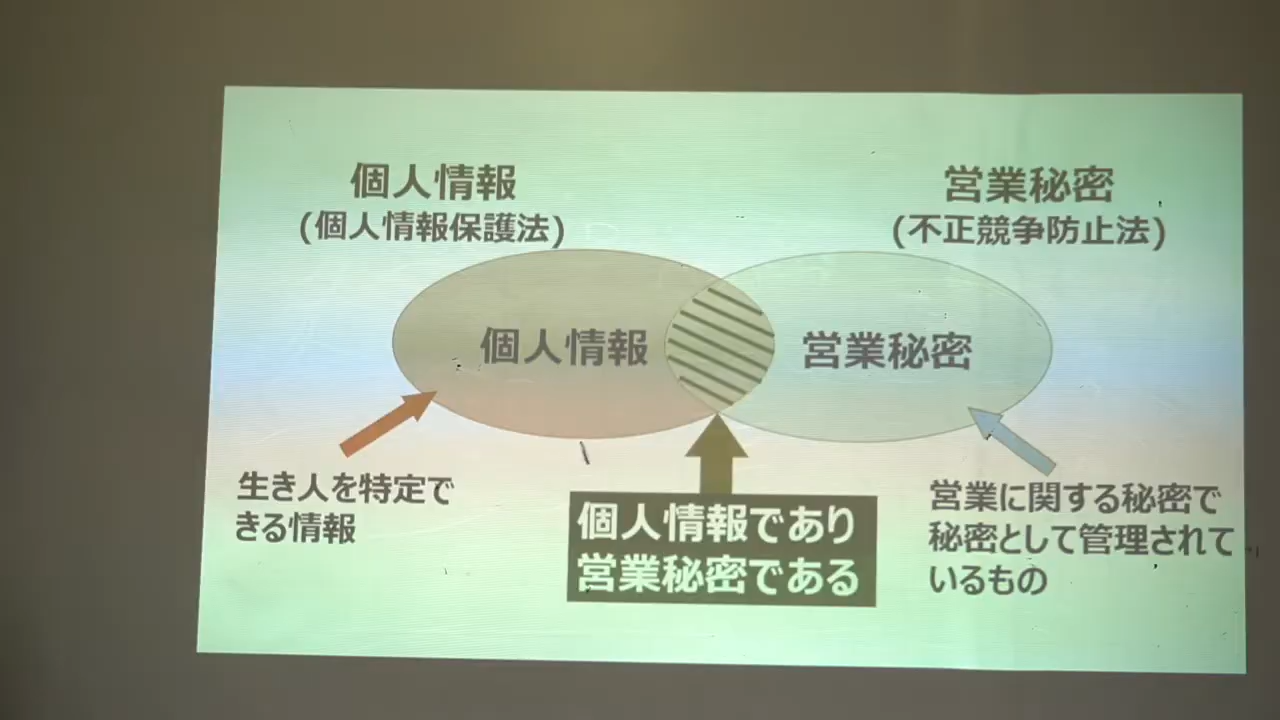 個人情報
(個人情報保護法)
営業秘密
(不正競争防止法)
個人情報
営業秘密
生き人を特定で
きる情報
個人情報であり
営業秘密である
営業に関する秘密で
秘密として管理されて
いるもの